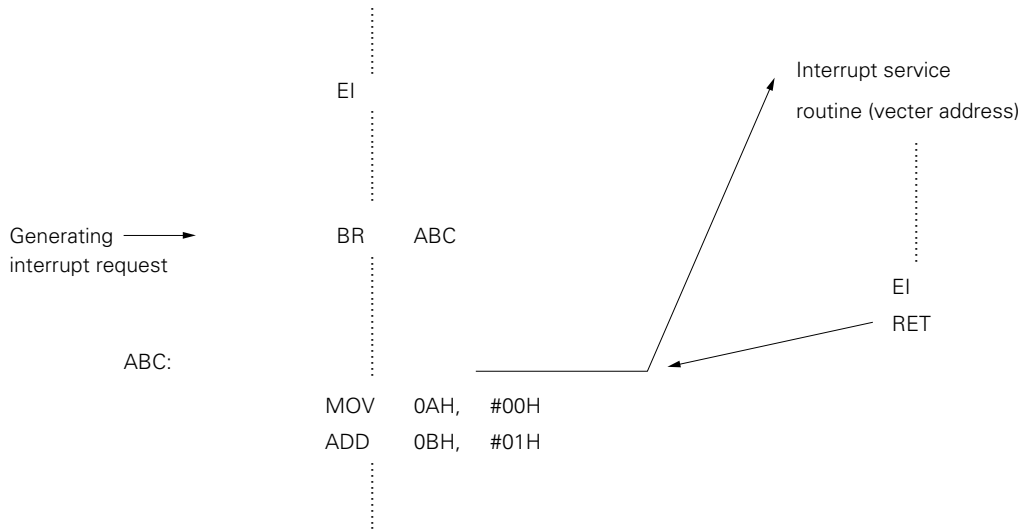 EI
Interrupt service
routine (vecter address)
Generating
interrupt request
BR ABC
EI
RET
ABC:
MOV 0AH, #00H
ADD 0BH, #01H